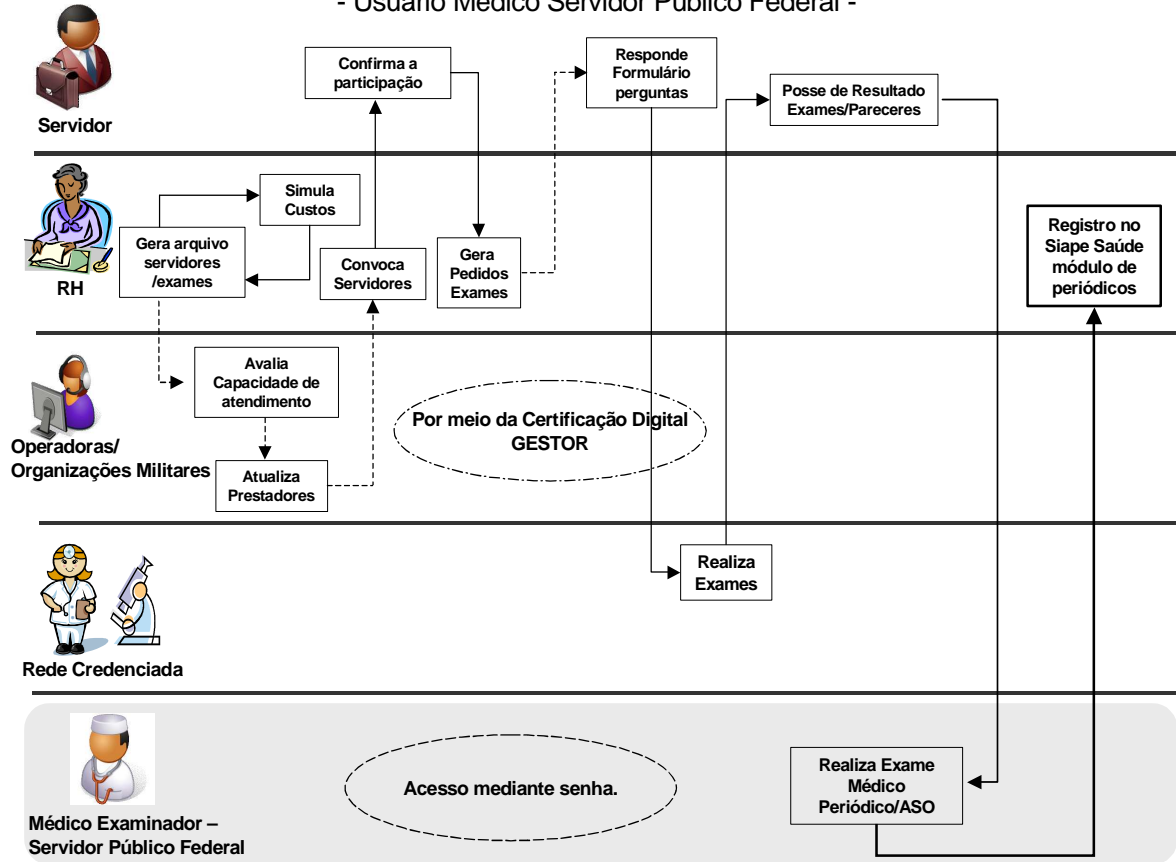 - Usuário Médico Servidor Público Federal -
Servidor
Confirma a
participação
Responde
Formulário
perguntas
Posse de Resultado
Exames/Pareceres
RH
Gera arquivo
servidores
/exames
Simula
Custos
Convoca
Servidores
Gera
Pedidos
Exames
Registro no
Siape Saúde
módulo de
periódicos
Operadoras/
Organizações Militares
Avalia
Capacidade de
atendimento
Atualiza
Prestadores
Por meio da Certificação Digital
GESTOR
Rede Credenciada
Realiza
Exames
Médico Examinador –
Servidor Público Federal
Acesso mediante senha.
Realiza Exame
Médico
Periódico/ASO